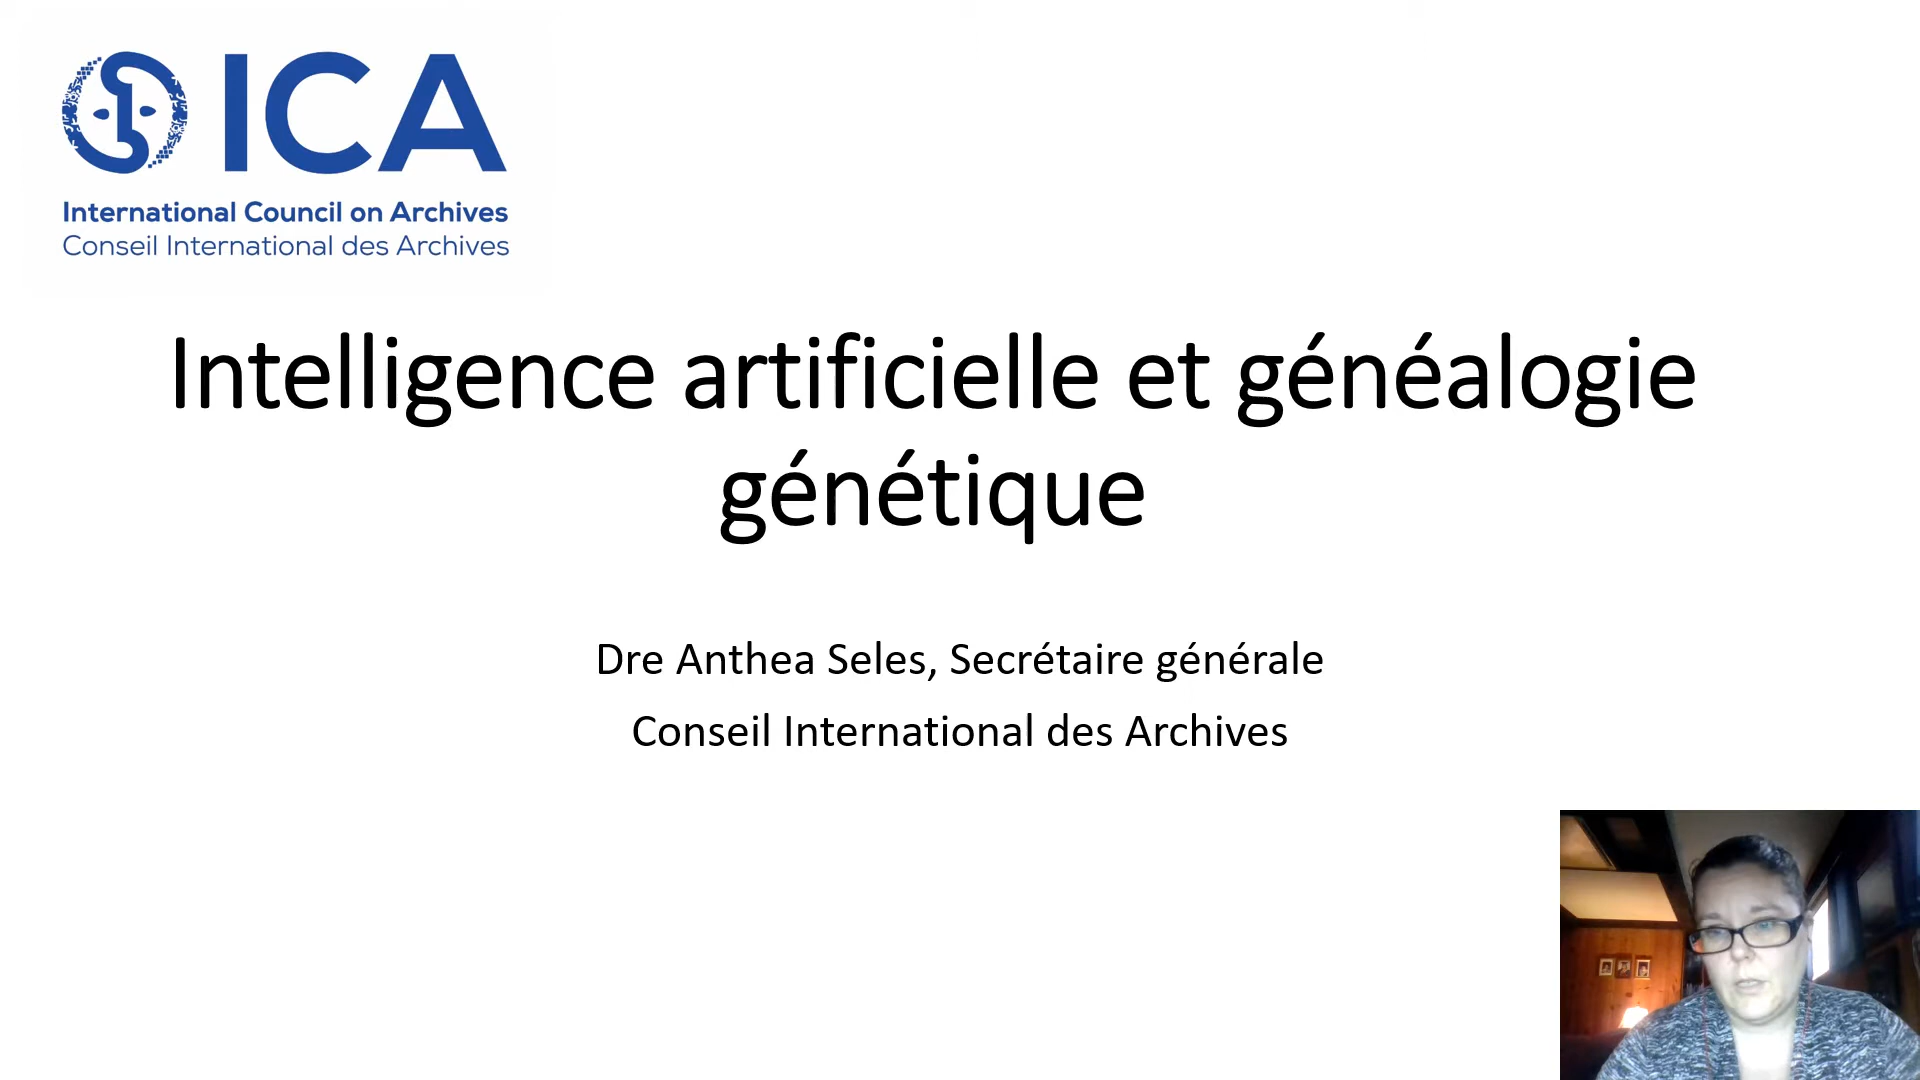 ICA
International Council on Archives
Conseil International des Archives
Intelligence artificielle et généalogie
génétique
Dre Anthea Seles, Secrétaire générale
Conseil International des Archives